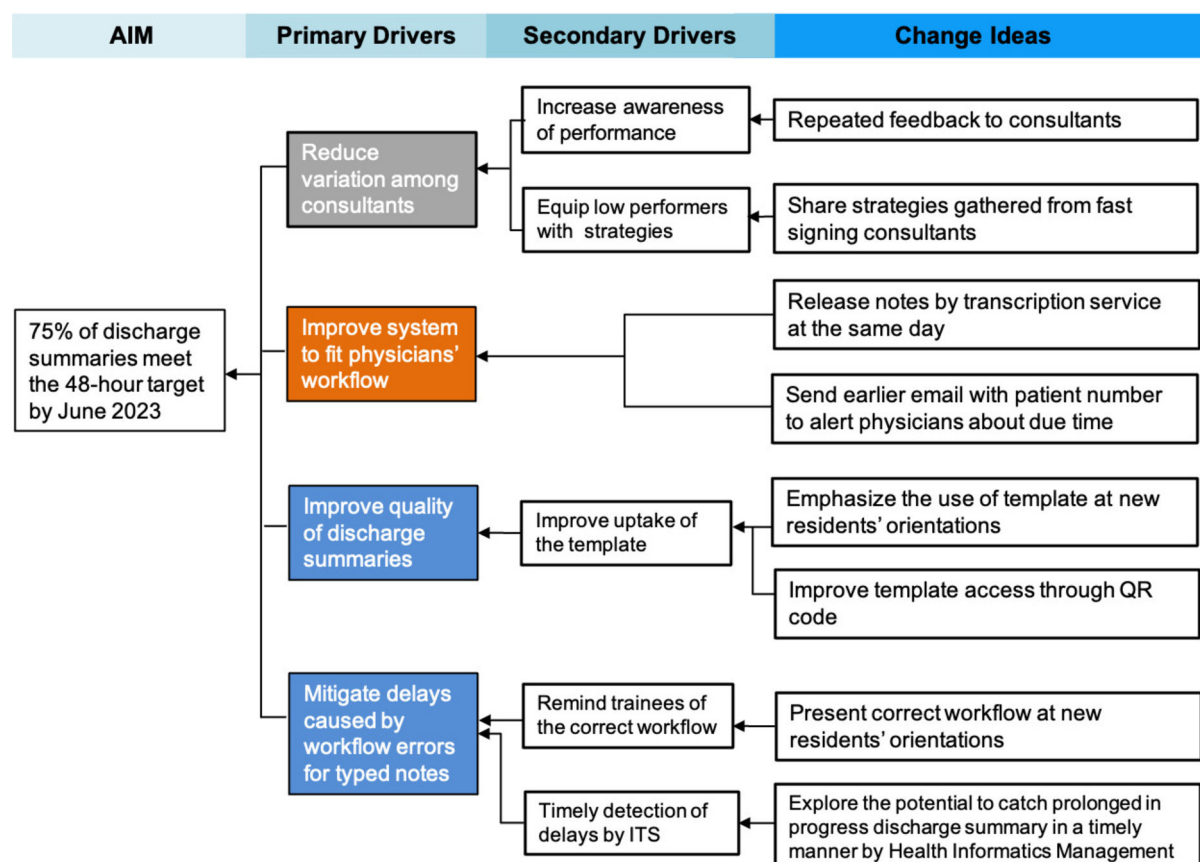 AIM
Primary Drivers
Secondary Drivers
Change Ideas
Increase awareness
of performance
Repeated feedback to consultants
Reduce
variation among
consultants
Equip low performers
with strategies
Share strategies gathered from fast
signing consultants
75% of discharge
summaries meet
the 48-hour target
by June 2023
Improve system
to fit physicians’
workflow
Release notes by transcription service
at the same day
Send earlier email with patient number
to alert physicians about due time
Improve quality
of discharge
summaries
Improve uptake of
the template
Emphasize the use of template at new
residents’ orientations
Improve template access through QR
code
Mitigate delays
caused by
workflow errors
for typed notes
Remind trainees of
the correct workflow
Present correct workflow at new
residents’ orientations
Timely detection of
delays by ITS
Explore the potential to catch prolonged in
progress discharge summary in a timely
manner by Health Informatics Management